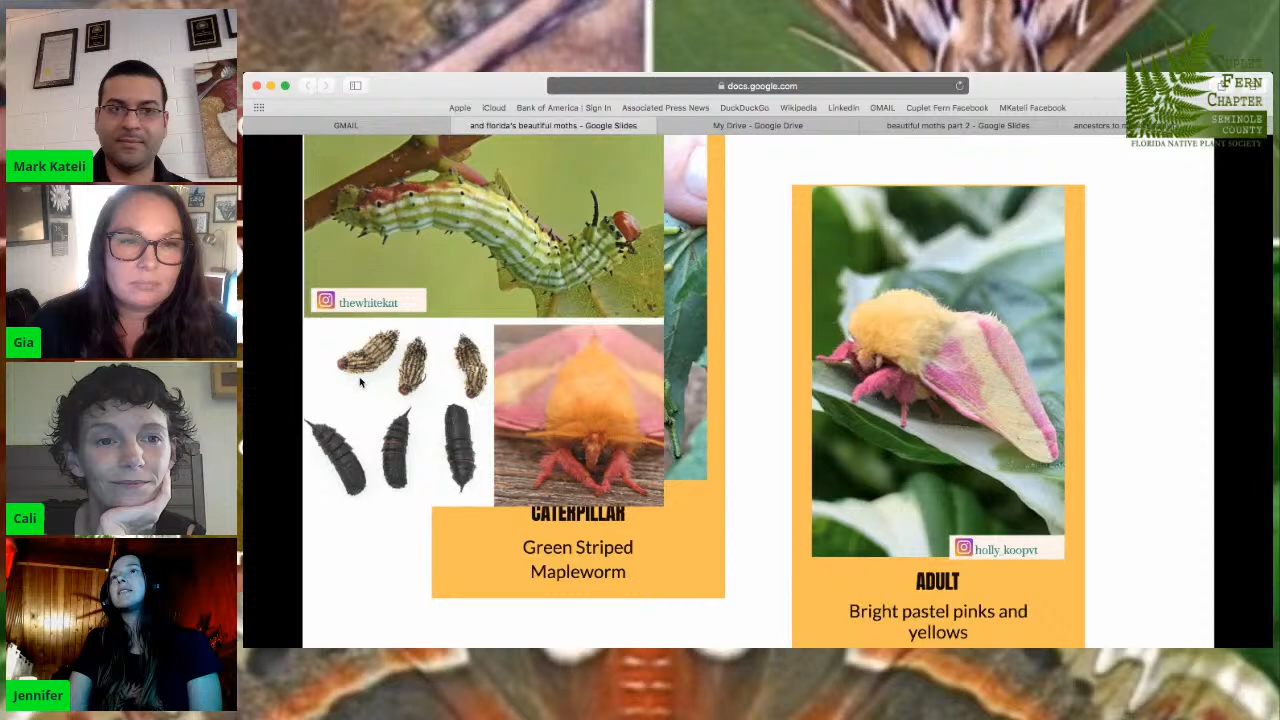 Mark Kateli
Gia
Cali
Jennifer
docs.google.com
Apple iCloud Bank of America | Sign In Associated Press News DuckDuckGo Wikipedia LinkedIn GMAIL Cuplet Fern Facebook MKateli Facebook
GMAIL and florida's beautiful moths - Google Slides My Drive - Google Drive beautiful moths part 2 - Google Slides ancestors to
CUPLET
FERN
CHAPTER
SEMINOLE
COUNTY
FLORIDA NATIVE PLANT SOCIETY
thewhitekat
CATERPILLAR
Green Striped
Mapleworm
holly_koopvt
ADULT
Bright pastel pinks and
yellows